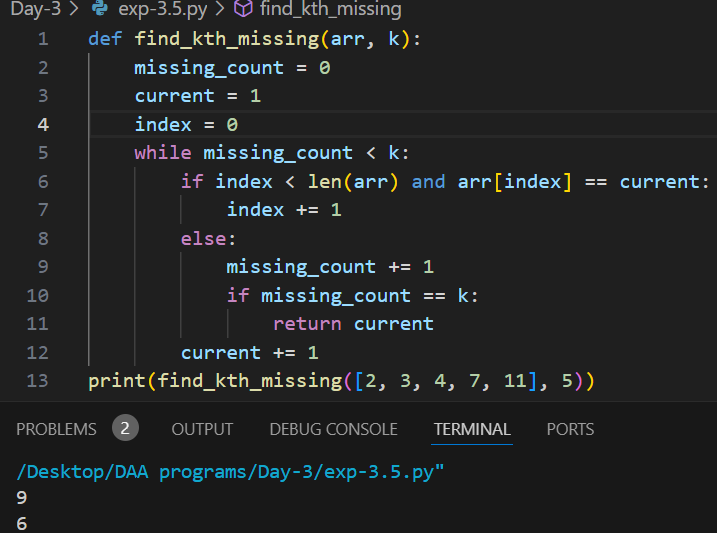 Day-3 > exp-3.5.py > find_kth_missing
1 def find_kth_missing(arr, k):
2     missing_count = 0
3     current = 1
4     index = 0
5     while missing_count < k:
6         if index < len(arr) and arr[index] == current:
7             index += 1
8         else:
9             missing_count += 1
10             if missing_count == k:
11                 return current
12         current += 1
13 print(find_kth_missing([2, 3, 4, 7, 11], 5))
PROBLEMS 2 OUTPUT DEBUG CONSOLE TERMINAL PORTS
/Desktop/DAA programs/Day-3/exp-3.5.py"
9
6